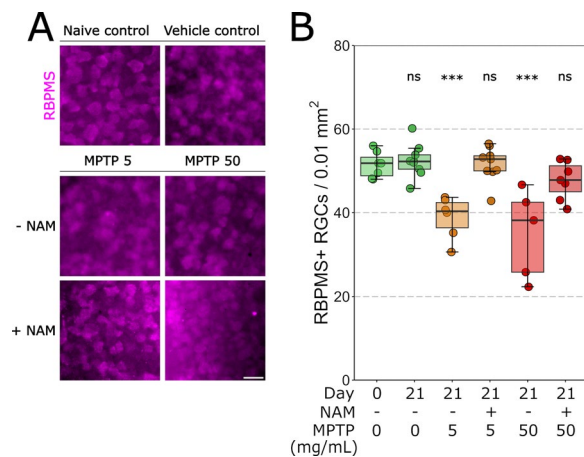 A
Naive control Vehicle control
RBPMS
MPTP 5 MPTP 50
- NAM
+ NAM
B
RBPMS+ RGCs / 0.01 mm²
80
60
40
20
0
ns *** ns *** ns
Day 0 21 21 21 21 21
NAM - - - + - +
MPTP 0 0 5 5 50 50
(mg/mL)